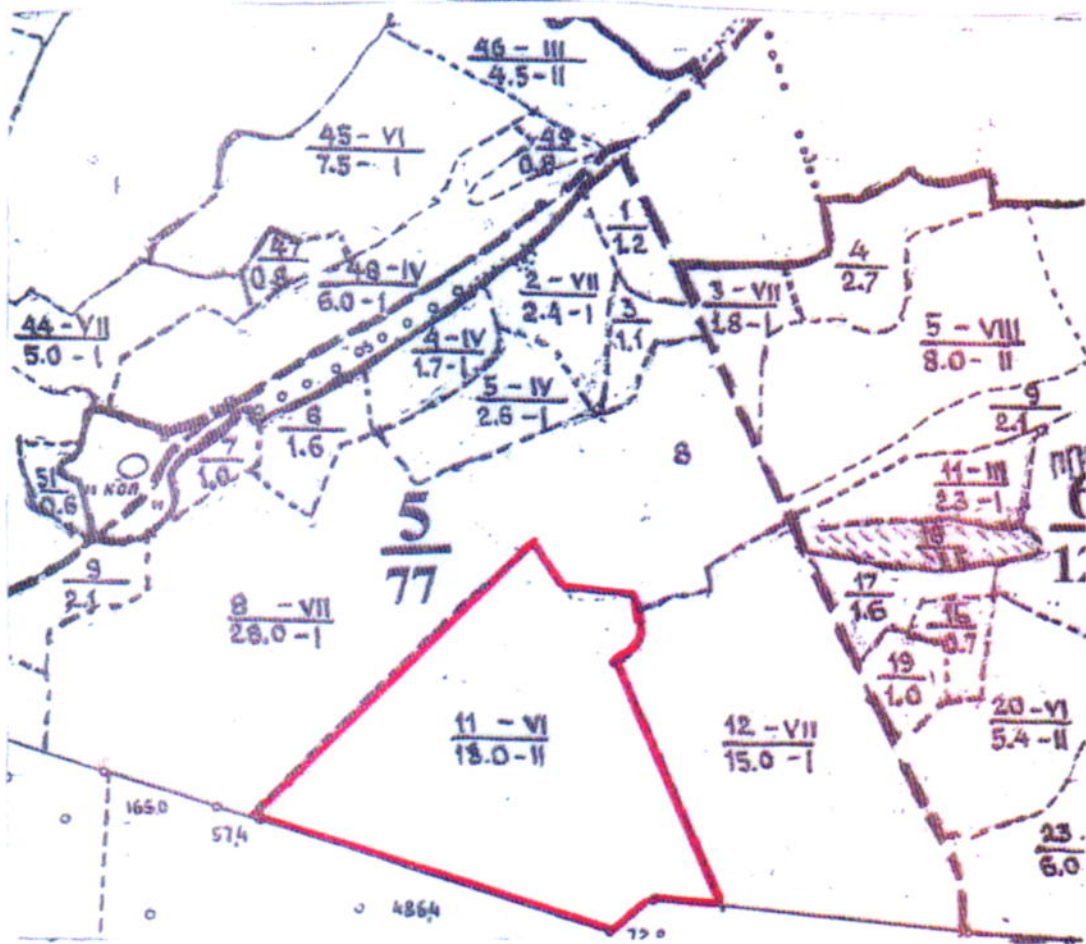 46 - III
4.5 - II
45 - VI
7.5 - I
49
0.8
1
1.2
47
0.8
48 - IV
6.0 - I
2 - VII
2.4 - I
3
1.1
3 - VII
1.8 - I
4
2.7
44 - VII
5.0 - I
4 - IV
1.7 - I
5 - IV
2.6 - I
5 - VIII
8.0 - II
9
2.1
6
1.6
7
1.0
8
51
0.6
" кол. "
11 - III
2.3 - I
5
77
9
2.1
8 - VII
28.0 - I
17
1.6
16
0.7
19
1.0
11 - VI
18.0 - II
12 - VII
15.0 - I
20 - VI
5.4 - II
165.0
57,4
23
6.0
486,4